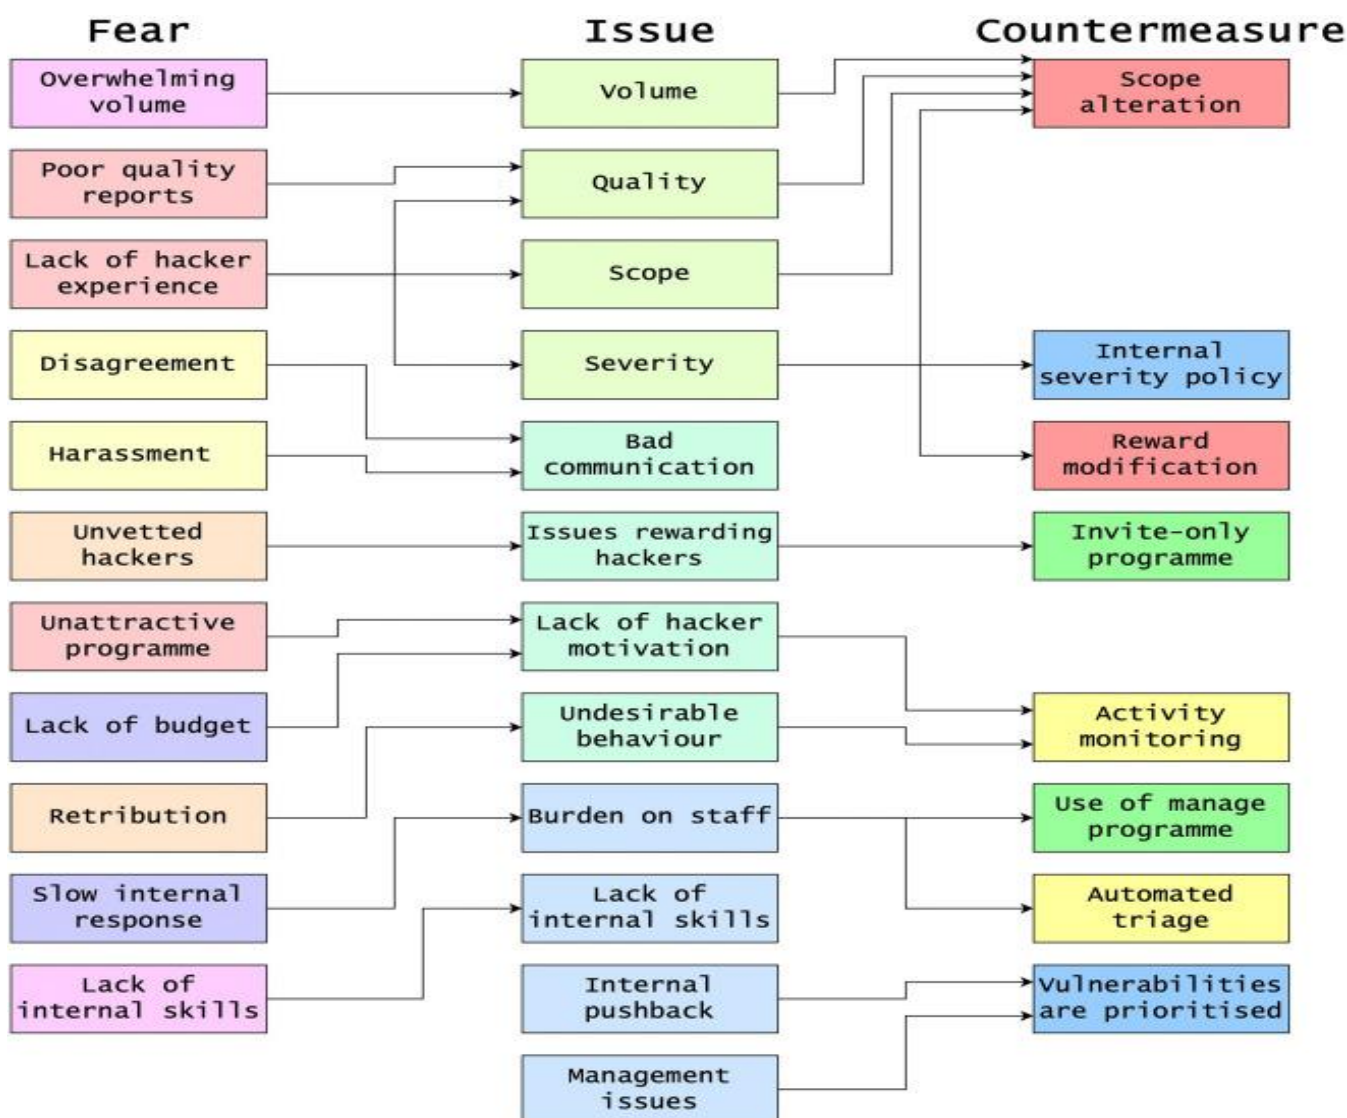 Fear
Issue
Countermeasure
Overwhelming
volume
Volume
Scope
alteration
Poor quality
reports
Quality
Lack of hacker
experience
Scope
Disagreement
Severity
Internal
severity policy
Harassment
Bad
communication
Reward
modification
Unvetted
hackers
Issues rewarding
hackers
Invite-only
programme
Unattractive
programme
Lack of hacker
motivation
Lack of budget
Undesirable
behaviour
Activity
monitoring
Retribution
Burden on staff
Use of manage
programme
Slow internal
response
Lack of
internal skills
Automated
triage
Lack of
internal skills
Internal
pushback
Vulnerabilities
are prioritised
Management
issues